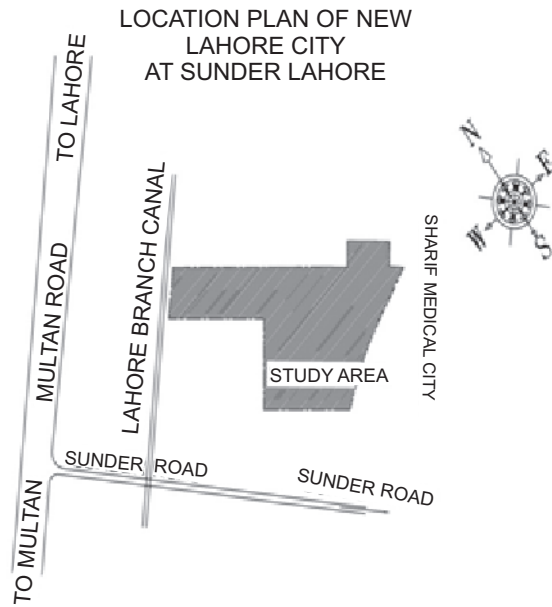 LOCATION PLAN OF NEW
LAHORE CITY
AT SUNDER LAHORE
TO LAHORE
MULTAN ROAD
TO MULTAN
LAHORE BRANCH CANAL
N
E
W
S
SHARIF MEDICAL CITY
STUDY AREA
SUNDER ROAD
SUNDER ROAD